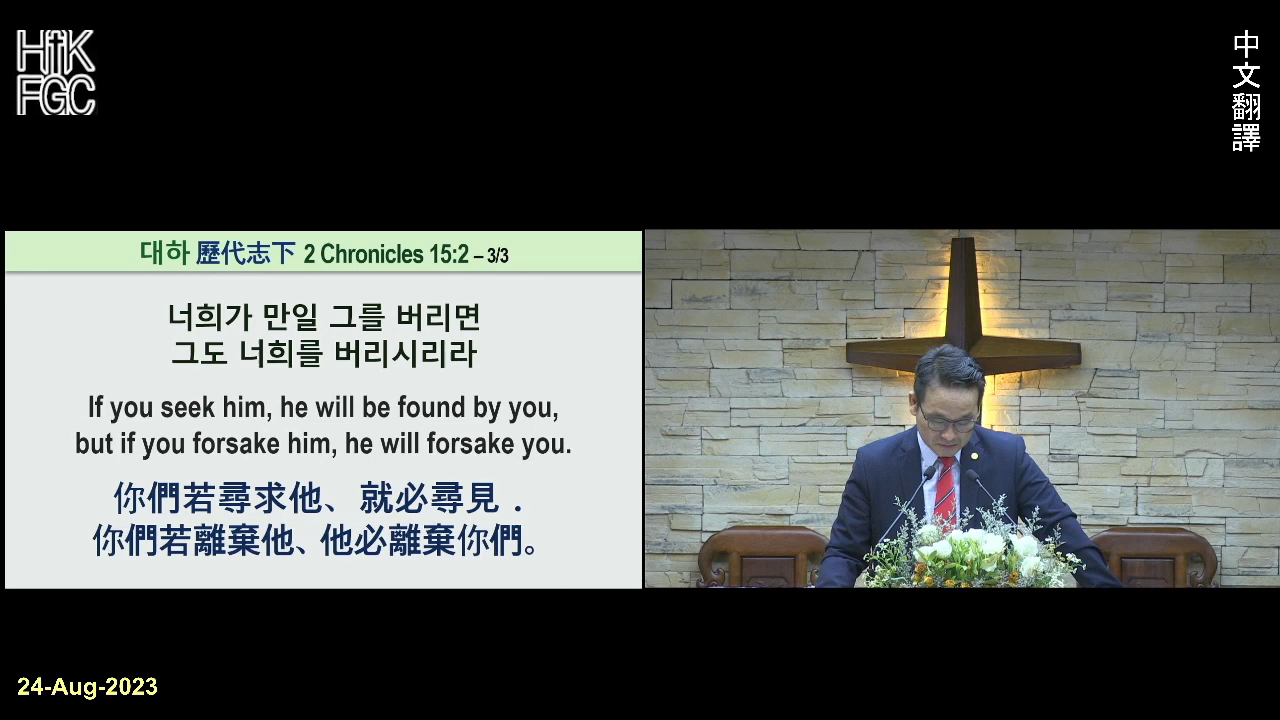 HfK
FGC
中文翻譯
대하 歷代志下 2 Chronicles 15:2 – 3/3
너희가 만일 그를 버리면
그도 너희를 버리시리라
If you seek him, he will be found by you,
but if you forsake him, he will forsake you.
你們若尋求他、就必尋見．
你們若離棄他、他必離棄你們。
24-Aug-2023